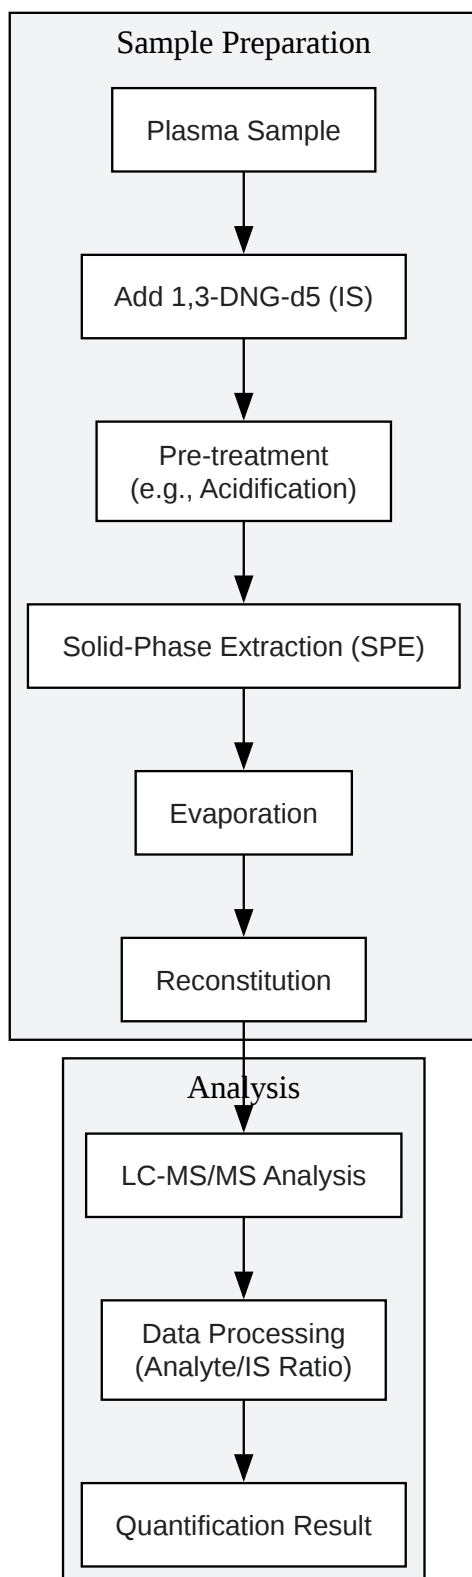 Sample Preparation
Plasma Sample
Add 1,3-DNG-d5 (IS)
Pre-treatment
(e.g., Acidification)
Solid-Phase Extraction (SPE)
Evaporation
Reconstitution
Analysis
LC-MS/MS Analysis
Data Processing
(Analyte/IS Ratio)
Quantification Result